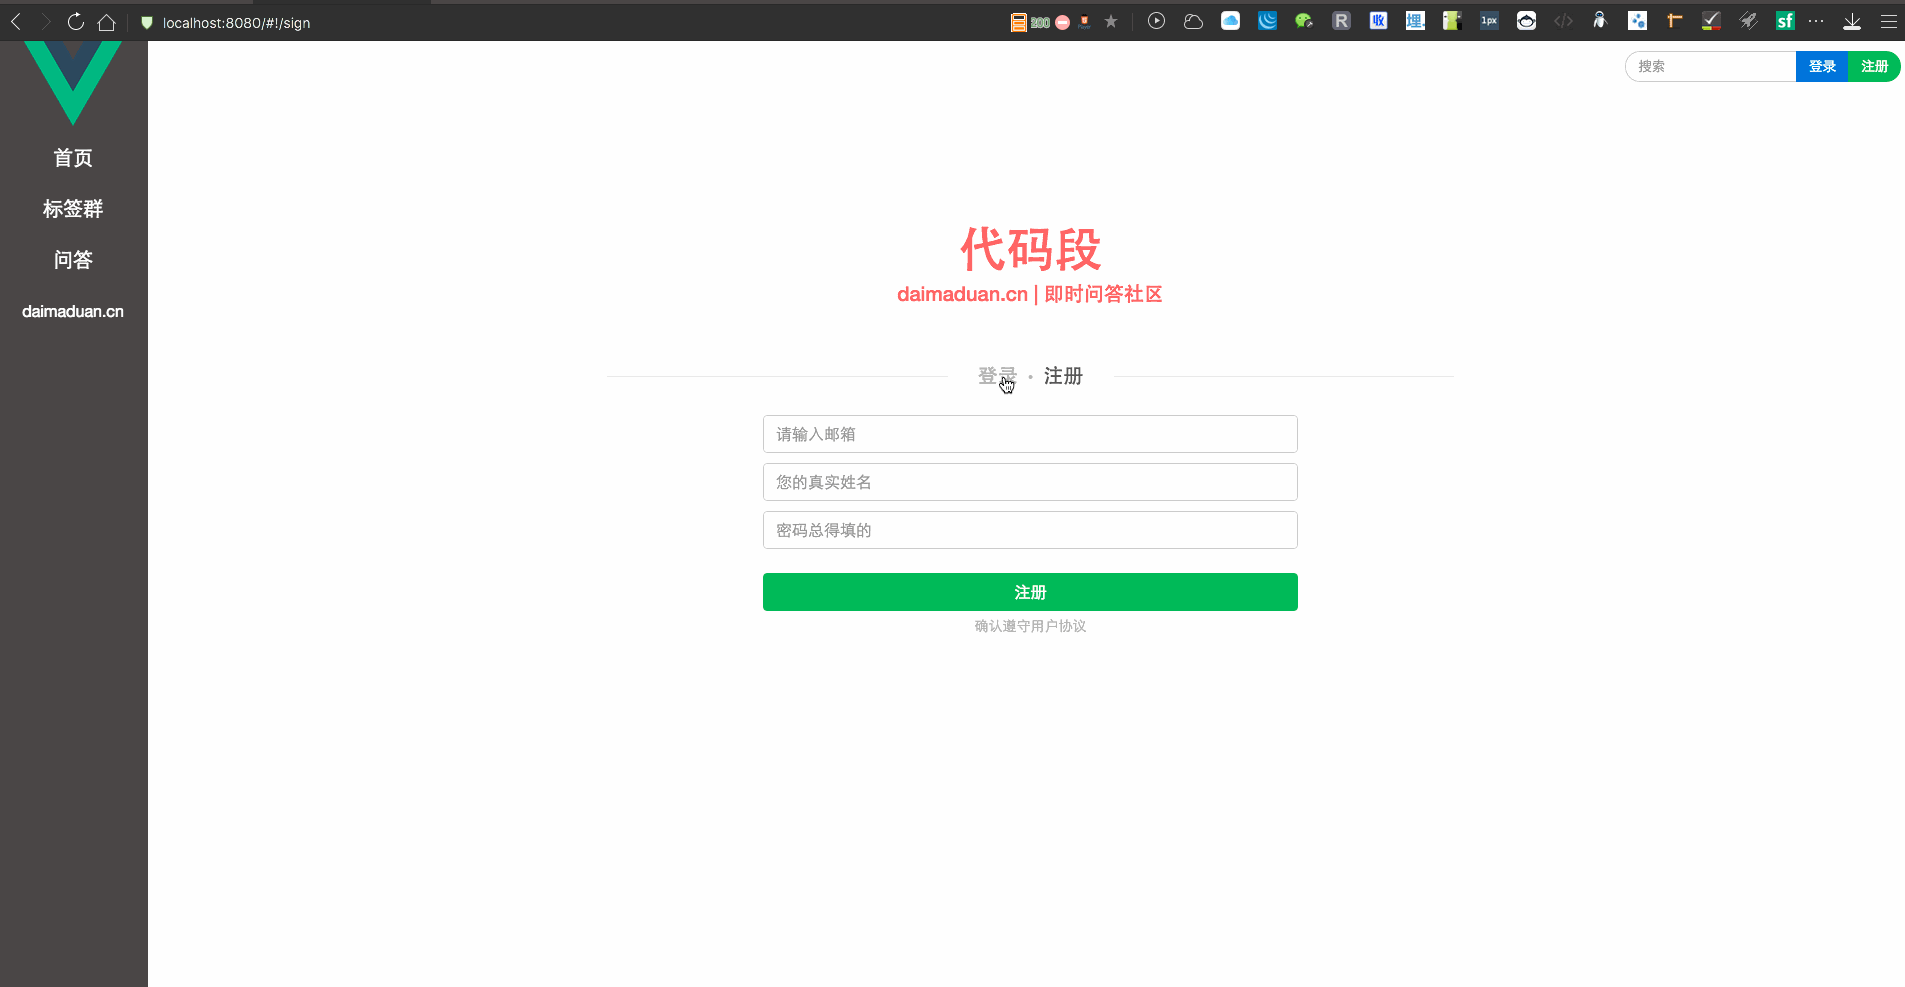 localhost:8080/#!/sign
200
R
收
埋
1px
sf
搜索
登录
注册
首页
标签群
问答
daimaduan.cn
代码段
daimaduan.cn | 即时问答社区
登录 · 注册
请输入邮箱
您的真实姓名
密码总得填的
注册
确认遵守用户协议